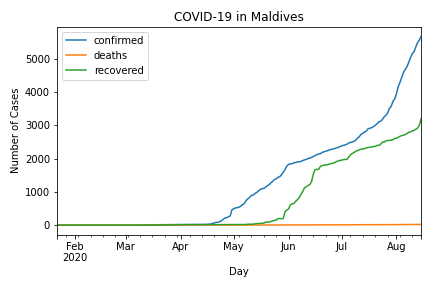 COVID-19 in Maldives
confirmed
deaths
recovered
Number of Cases
5000
4000
3000
2000
1000
0
Feb Mar Apr May Jun Jul Aug
2020
Day